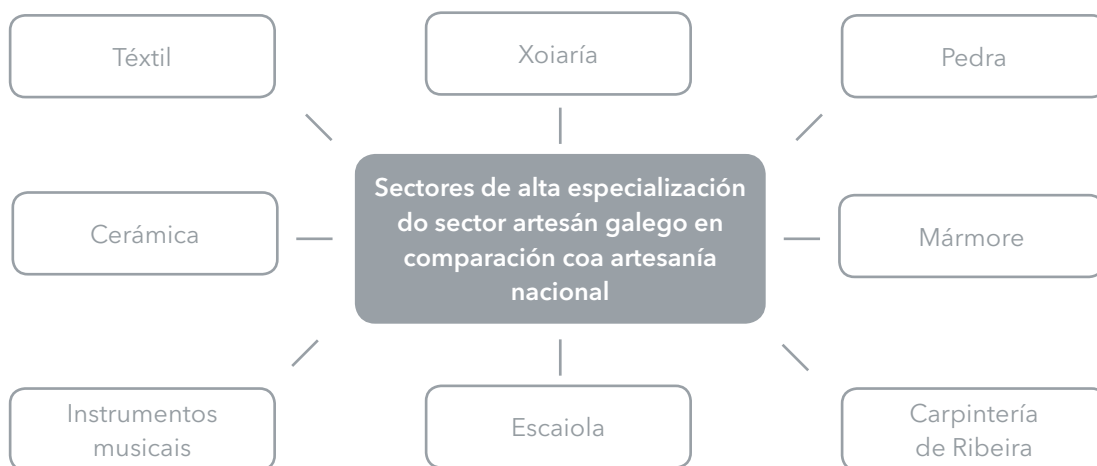 Téxtil
Xoiaría
Pedra
Sectores de alta especialización
do sector artesán galego en
comparación coa artesanía
nacional
Cerámica
Mármore
Instrumentos
musicais
Escaiola
Carpintería
de Ribeira